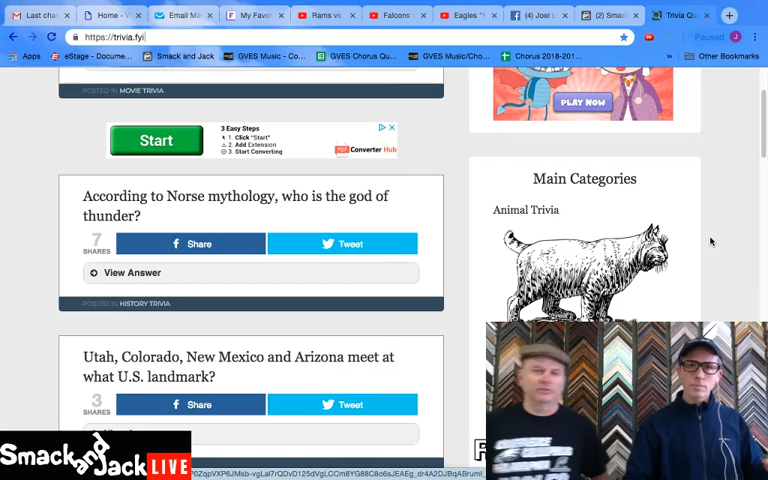 Last chan
Home - V
Email Ma
My Favor
Rams vs.
Falcons v
Eagles *F
(4) Joel L
(2) Smac
Trivia Qu
https://trivia.fyi
Paused
J
Apps
eStage - Docume...
Smack and Jack
GVES Music - Co...
GVES Chorus Qu...
GVES Music/Cho...
Chorus 2018-201...
»
Other Bookmarks
POSTED IN MOVIE TRIVIA
PLAY NOW
Start
3 Easy Steps
1. Click "Start"
2. Add Extension
3. Start Converting
PDF Converter Hub
According to Norse mythology, who is the god of
thunder?
7
SHARES
Share
Tweet
View Answer
POSTED IN HISTORY TRIVIA
Utah, Colorado, New Mexico and Arizona meet at
what U.S. landmark?
3
SHARES
Share
Tweet
Main Categories
Animal Trivia
Smack
and
Jack LIVE